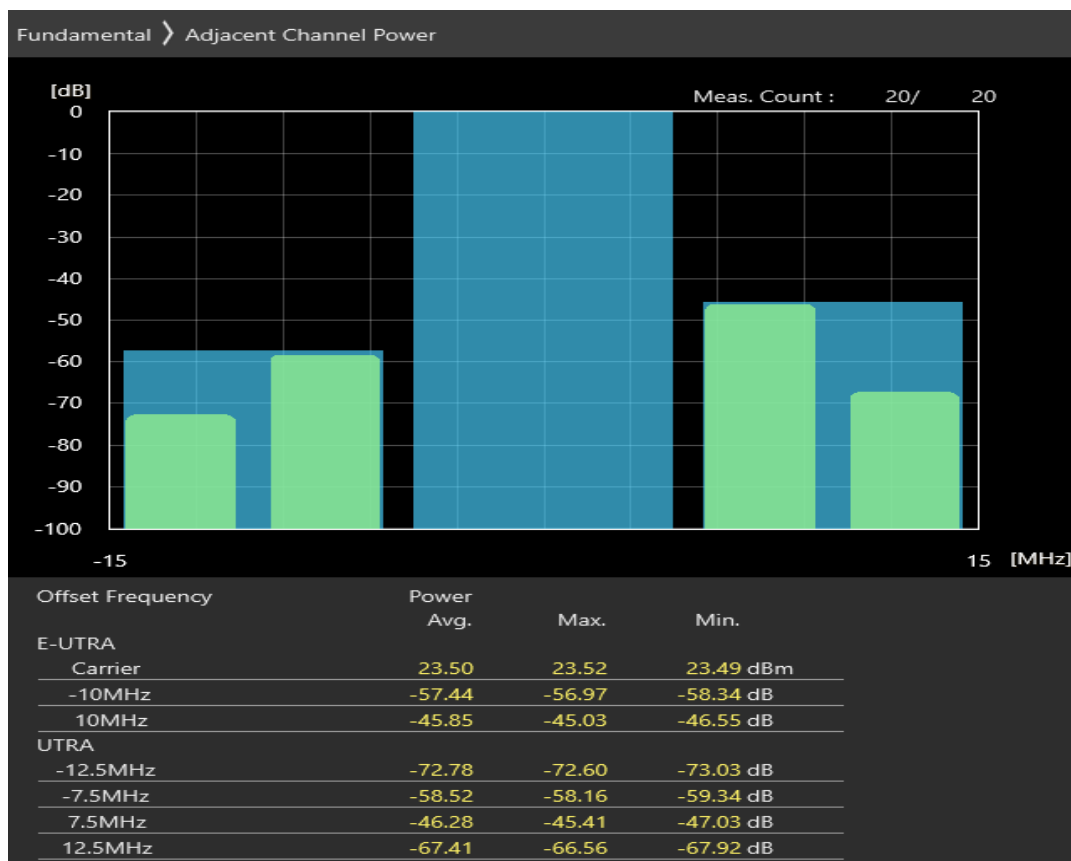 Fundamental ❯ Adjacent Channel Power
[dB]
Meas. Count : 20/ 20
0
-10
-20
-30
-40
-50
-60
-70
-80
-90
-100
-15 15 [MHz]
Offset Frequency Power
Avg. Max. Min.
E-UTRA
Carrier 23.50 23.52 23.49 dBm
-10MHz -57.44 -56.97 -58.34 dB
10MHz -45.85 -45.03 -46.55 dB
UTRA
-12.5MHz -72.78 -72.60 -73.03 dB
-7.5MHz -58.52 -58.16 -59.34 dB
7.5MHz -46.28 -45.41 -47.03 dB
12.5MHz -67.41 -66.56 -67.92 dB